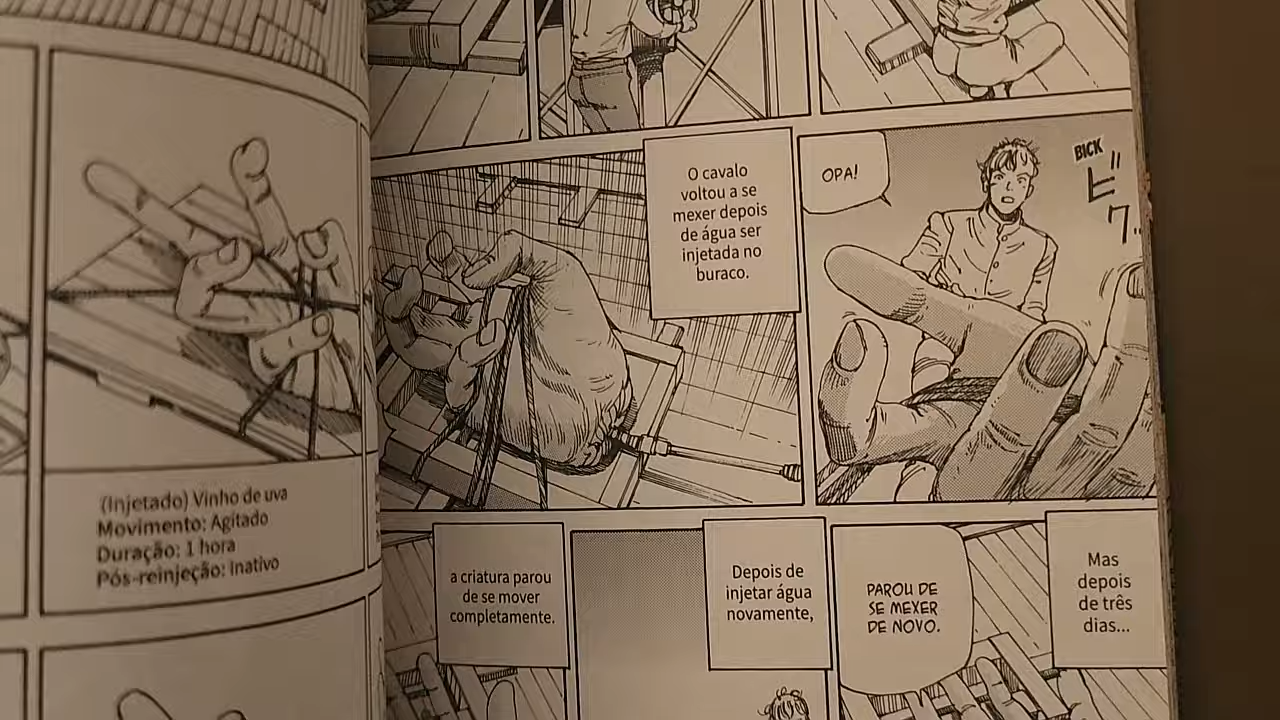 OPA!
BICK
ビク
O cavalo
voltou a se
mexer depois
de água ser
injetada no
buraco.
Mas
depois
de três
dias...
PAROU DE
SE MEXER
DE NOVO.
Depois de
injetar água
novamente,
a criatura parou
de se mover
completamente.
(Injetado) Vinho de uva
Movimento: Agitado
Duração: 1 hora
Pós-reinjeção: Inativo